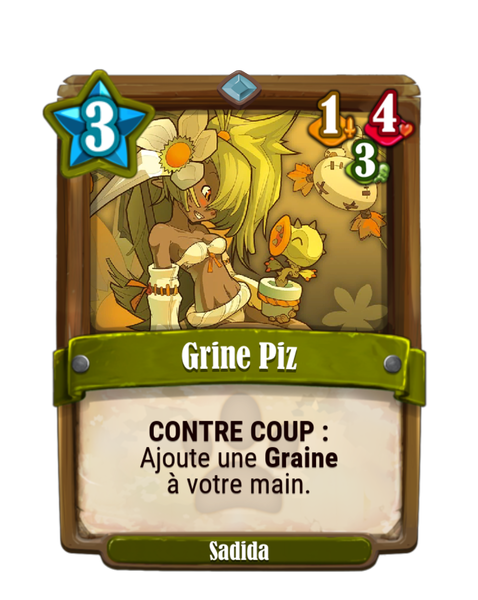 3
1
4
3
Grine Piz
CONTRE COUP :
Ajoute une Graine
à votre main.
Sadida